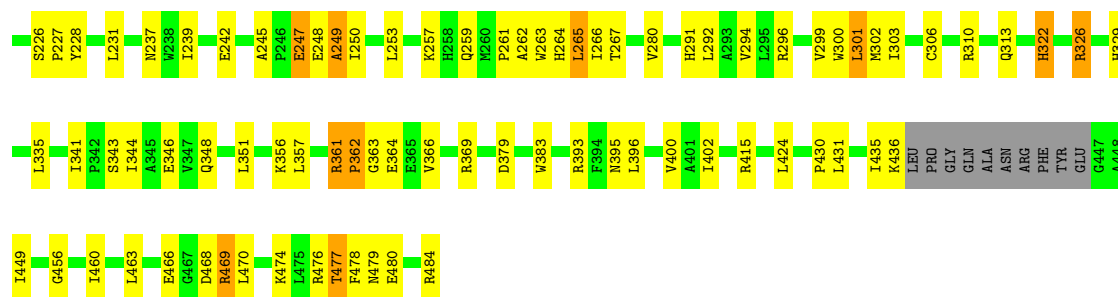 S226 P227 Y228 L231 N237 W238 I239 E242 A245 P246 E247 E248 A249 I250 L253 K257 H258 Q259 M260 P261 A262 W263 H264 L265 I266 T267 V280 H291 L292 A293 V294 L295 R296 V299 W300 L301 M302 I303 C306 R310 Q313 H322 R326 H329
L335 I341 P342 S343 I344 A345 E346 V347 Q348 L351 K356 L357 R361 P362 G363 E364 E365 V366 R369 D379 W383 R393 F394 N395 L396 V400 A401 I402 R415 L424 P430 L431 I435 K436 LEU PRO GLY GLN ALA ASN ARG PHE TYR GLU G447 A448
I449 G456 I460 L463 E466 G467 D468 R469 L470 K474 L475 R476 T477 F478 N479 E480 R484